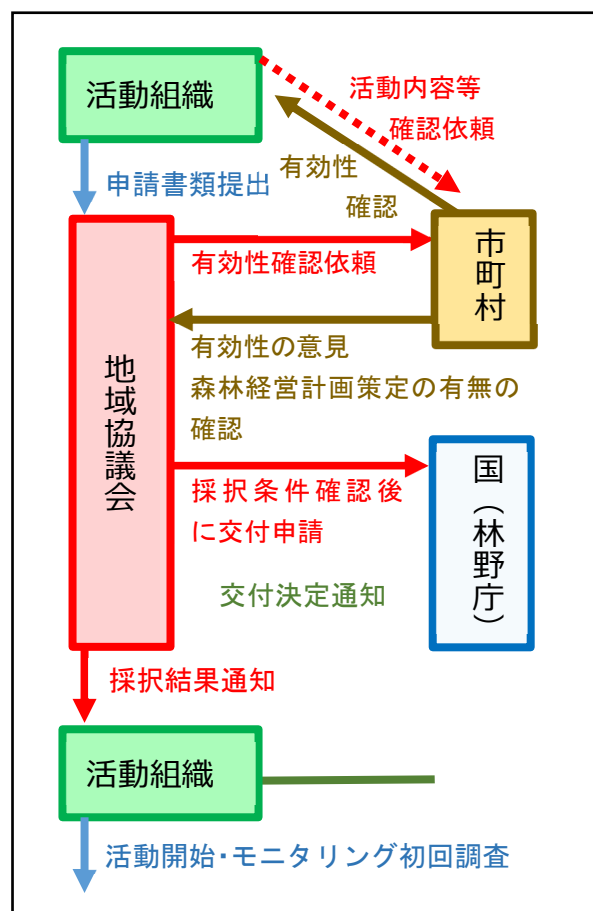 活動組織
活動内容等
確認依頼
有効性
確認
申請書類提出
市町村
有効性確認依頼
有効性の意見
森林経営計画策定の有無の
確認
地域協議会
採択条件確認後
に交付申請
国（林野庁）
交付決定通知
採択結果通知
活動組織
活動開始・モニタリング初回調査